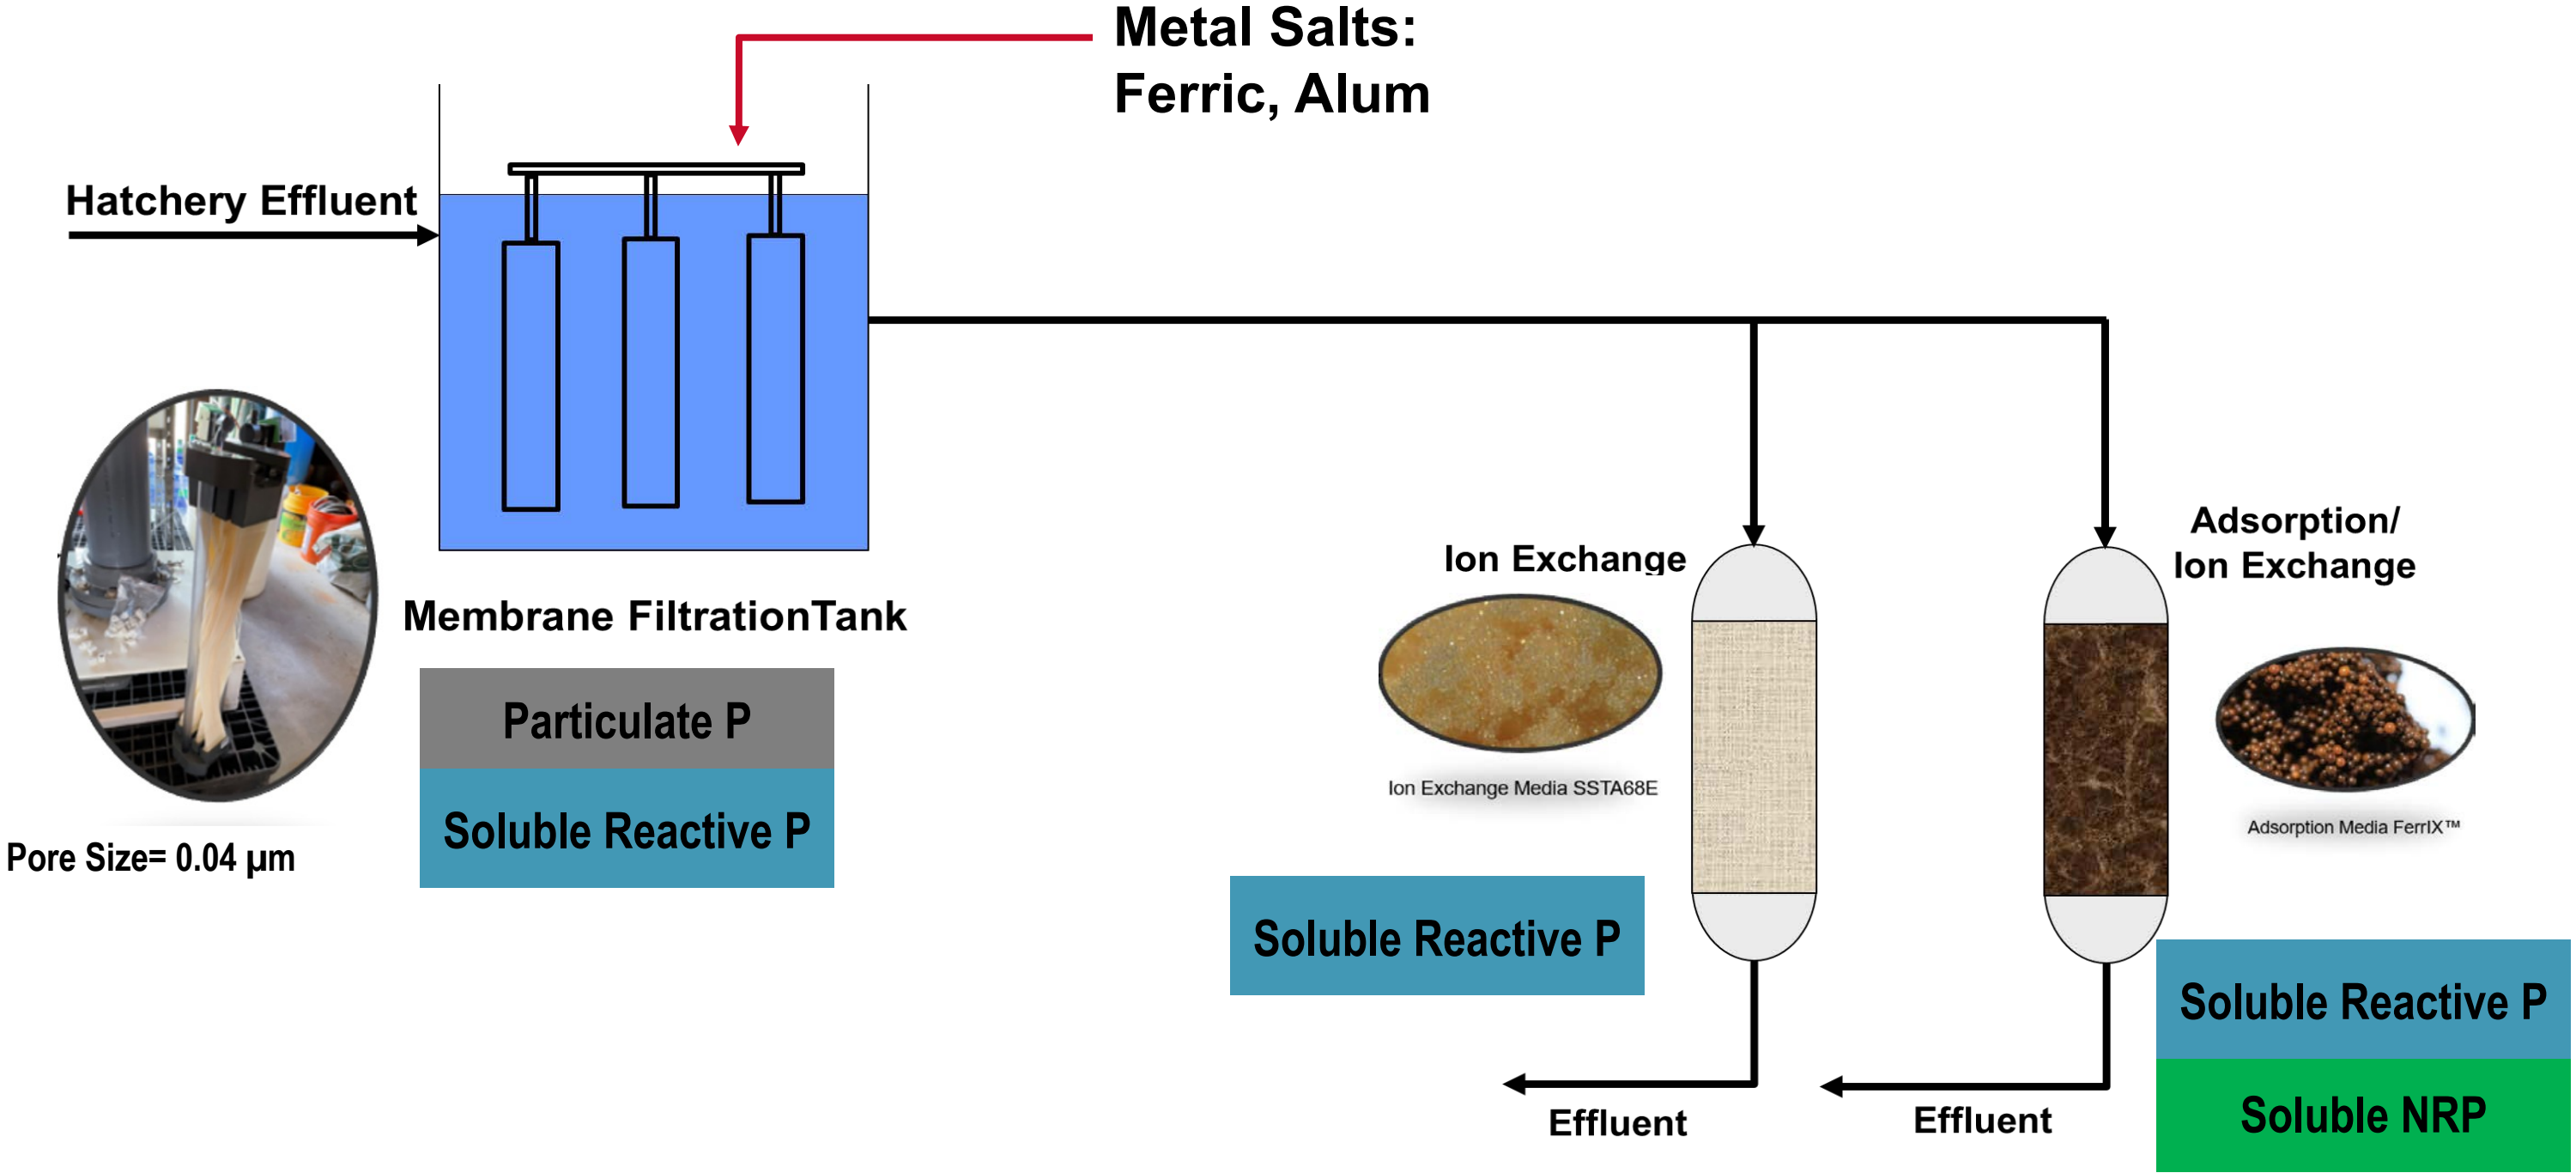 Metal Salts:
Ferric, Alum
Hatchery Effluent
Membrane FiltrationTank
Particulate P
Soluble Reactive P
Pore Size= 0.04 µm
Ion Exchange
Ion Exchange Media SSTA68E
Soluble Reactive P
Effluent
Adsorption/
Ion Exchange
Adsorption Media FerrIX™
Soluble Reactive P
Soluble NRP
Effluent